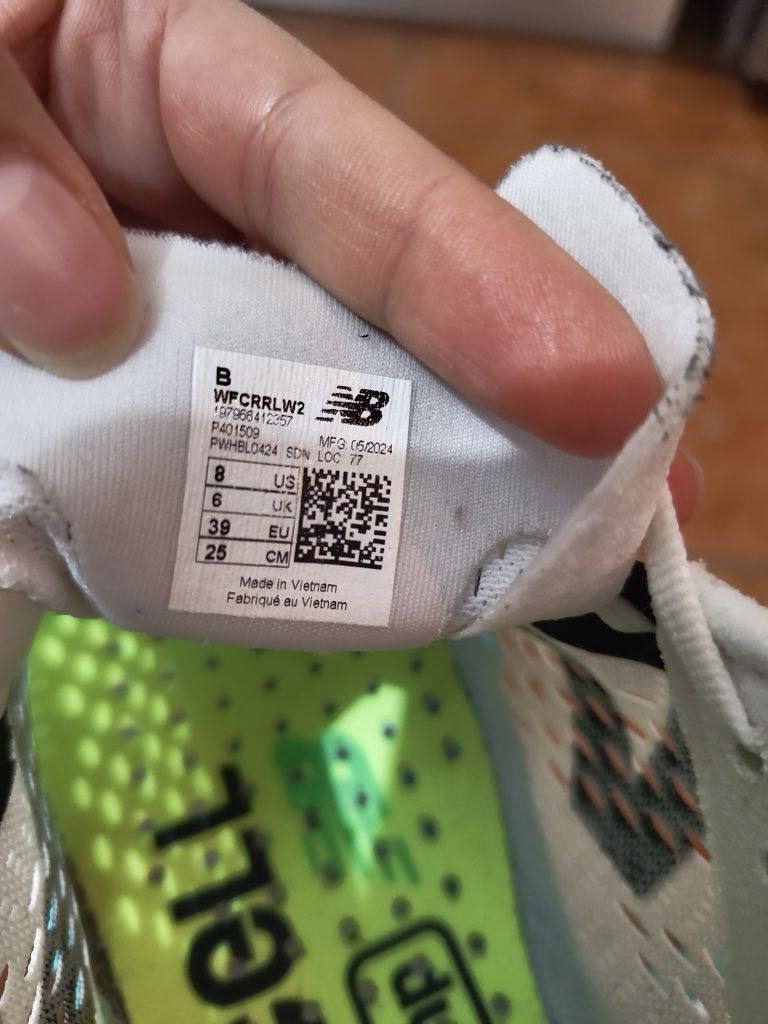 B
WFCRRLW2
NB
197966412357
P401509
MFG: 05/2024
PWHBL0424 SDN LOC: 77
8 US
6 UK
39 EU
25 CM
Made in Vietnam
Fabriqué au Vietnam